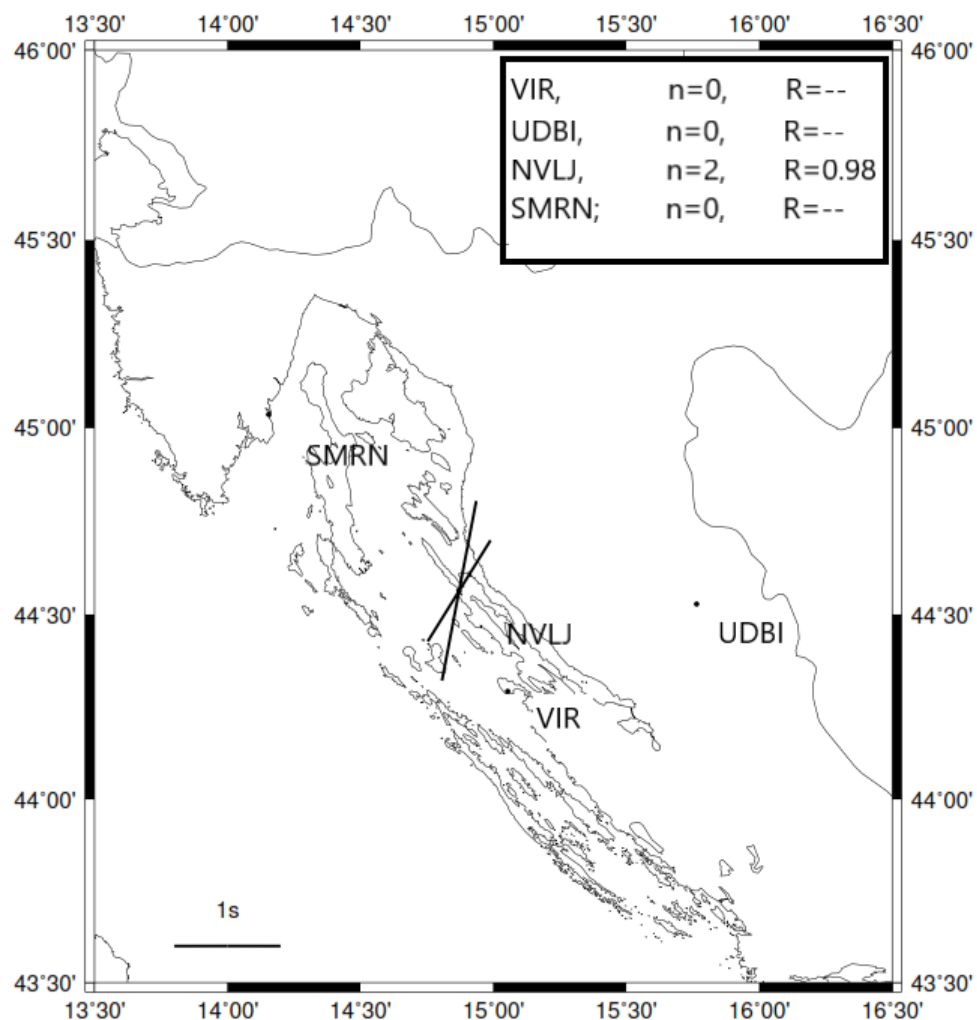 13˚30' 14˚00' 14˚30' 15˚00' 15˚30' 16˚00' 16˚30'
46˚00' 46˚00'
VIR, n=0, R=--
UDBI, n=0, R=--
NVLJ, n=2, R=0.98
SMRN; n=0, R=--
45˚30' 45˚30'
45˚00' 45˚00'
SMRN
44˚30' 44˚30'
NVLJ UDBI
VIR
44˚00' 44˚00'
1s
43˚30' 43˚30'
13˚30' 14˚00' 14˚30' 15˚00' 15˚30' 16˚00' 16˚30'